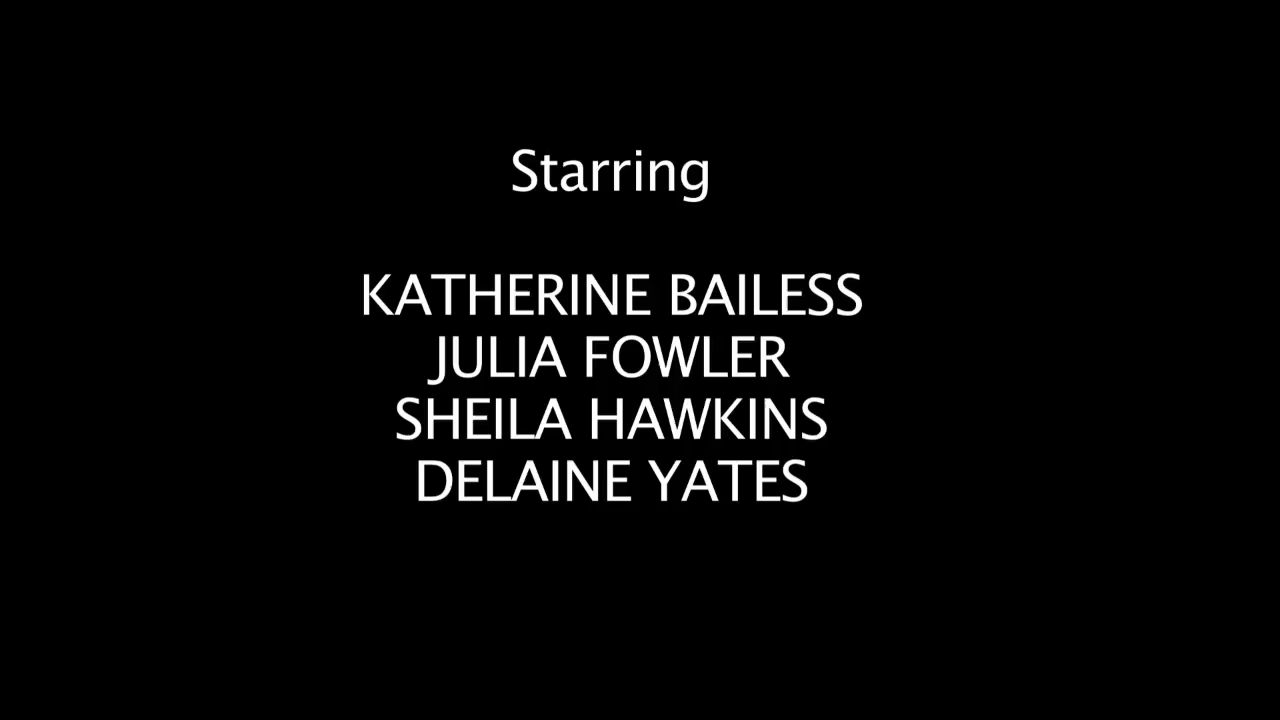 Starring
KATHERINE BAILESS
JULIA FOWLER
SHEILA HAWKINS
DELAINE YATES